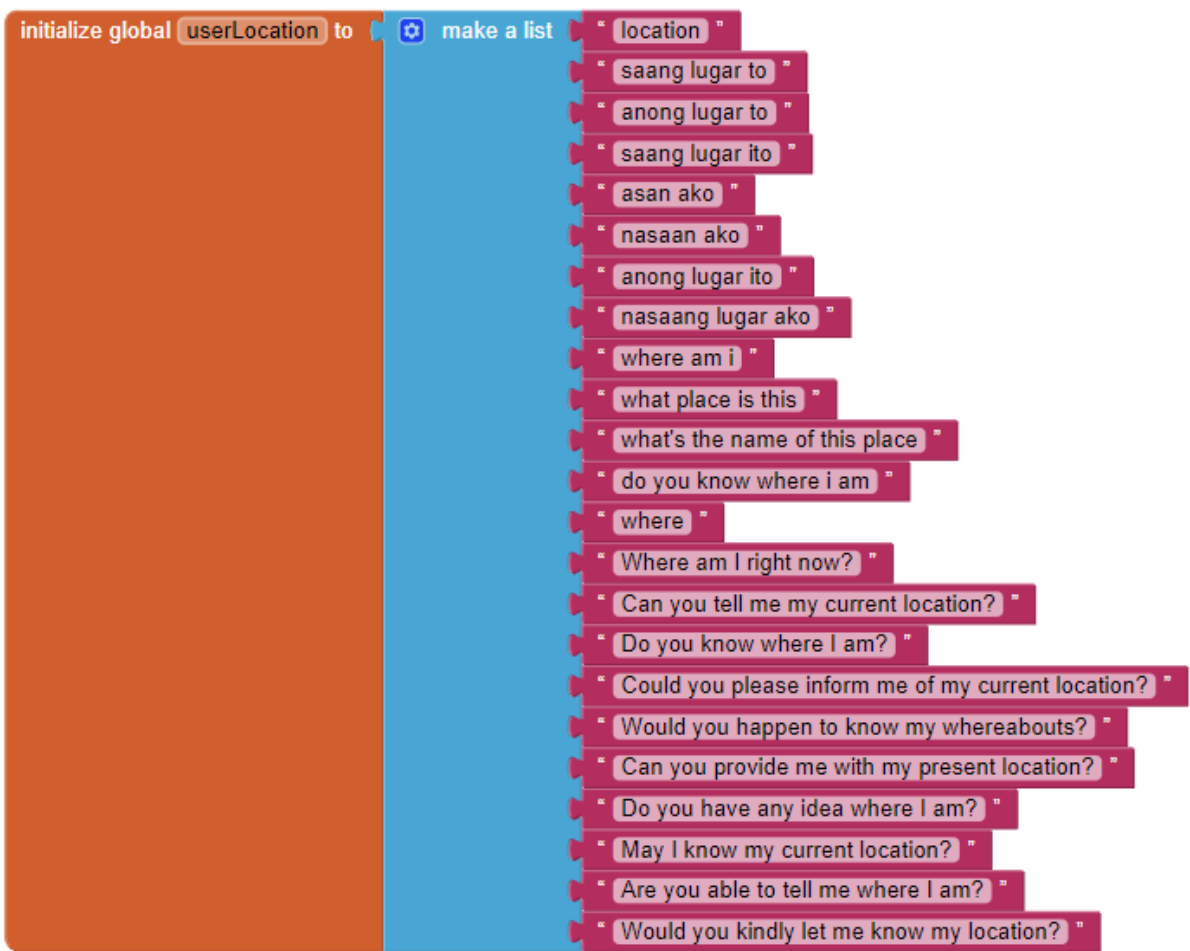 initialize global userLocation to make a list " location "
" saang lugar to "
" anong lugar to "
" saang lugar ito "
" asan ako "
" nasaan ako "
" anong lugar ito "
" nasaang lugar ako "
" where am i "
" what place is this "
" what's the name of this place "
" do you know where i am "
" where "
" Where am I right now? "
" Can you tell me my current location? "
" Do you know where I am? "
" Could you please inform me of my current location? "
" Would you happen to know my whereabouts? "
" Can you provide me with my present location? "
" Do you have any idea where I am? "
" May I know my current location? "
" Are you able to tell me where I am? "
" Would you kindly let me know my location? "